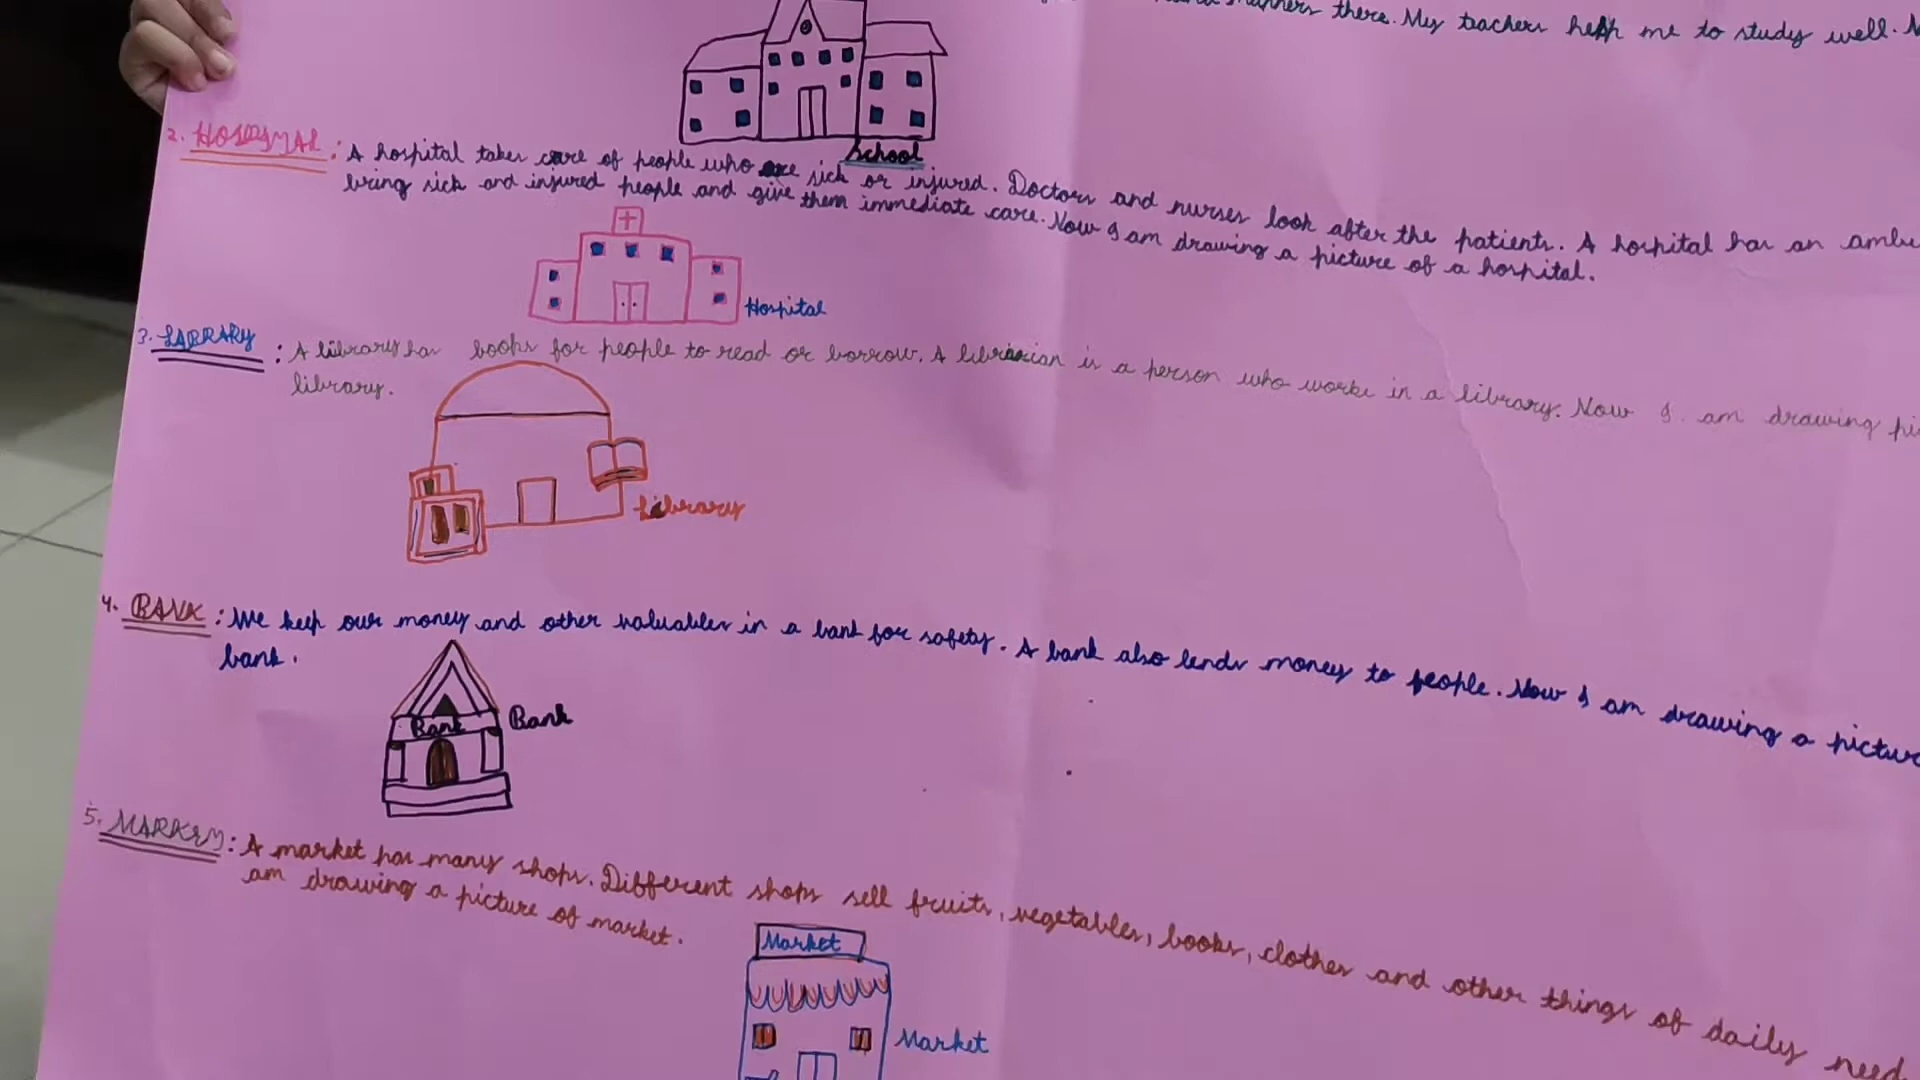 manners there. My teachers help me to study well.
School
2. HOSPITAL : A hospital takes care of people who are sick or injured. Doctors and nurses look after the patients. A hospital has an
bring sick and injured people and give them immediate care. Now I am drawing a picture of a hospital.
Hospital
3. LIBRARY : A library has books for people to read or borrow. A librarian is a person who works in a library. Now I am drawing
library.
Library
4. BANK : We keep our money and other valuables in a bank for safety. A bank also lends money to people. Now I am drawing a
bank.
Bank
Bank
5. MARKET : A market has many shops. Different shops sell fruits, vegetables, books, clothes and other things of daily need
am drawing a picture of market.
Market
Market